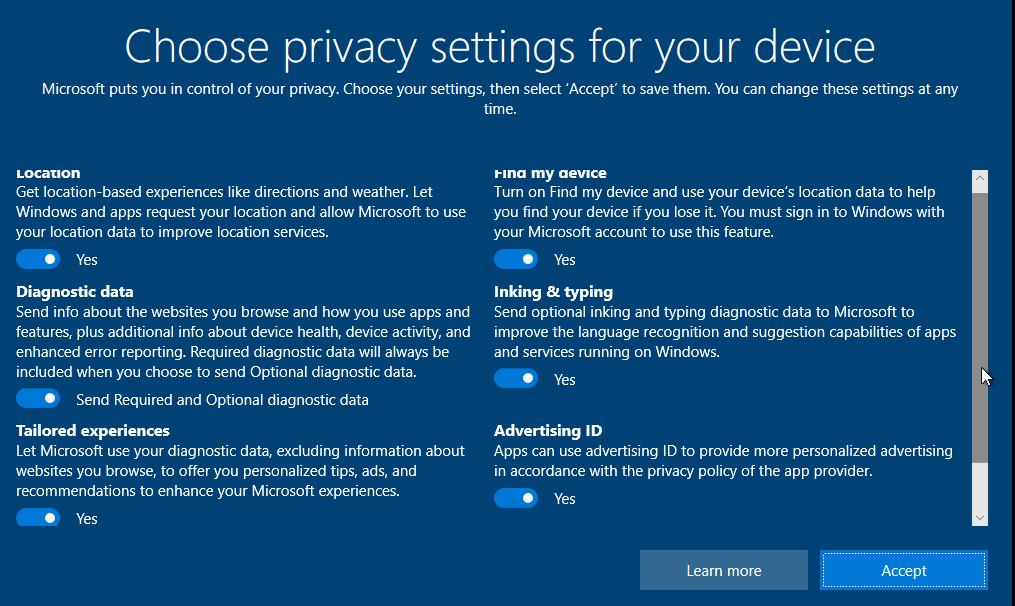 Choose privacy settings for your device
Microsoft puts you in control of your privacy. Choose your settings, then select ‘Accept’ to save them. You can change these settings at any
time.
Location
Get location-based experiences like directions and weather. Let
Windows and apps request your location and allow Microsoft to use
your location data to improve location services.
Yes
Find my device
Turn on Find my device and use your device’s location data to help
you find your device if you lose it. You must sign in to Windows with
your Microsoft account to use this feature.
Yes
Diagnostic data
Send info about the websites you browse and how you use apps and
features, plus additional info about device health, device activity, and
enhanced error reporting. Required diagnostic data will always be
included when you choose to send Optional diagnostic data.
Send Required and Optional diagnostic data
Inking & typing
Send optional inking and typing diagnostic data to Microsoft to
improve the language recognition and suggestion capabilities of apps
and services running on Windows.
Yes
Tailored experiences
Let Microsoft use your diagnostic data, excluding information about
websites you browse, to offer you personalized tips, ads, and
recommendations to enhance your Microsoft experiences.
Yes
Advertising ID
Apps can use advertising ID to provide more personalized advertising
in accordance with the privacy policy of the app provider.
Yes
Learn more
Accept